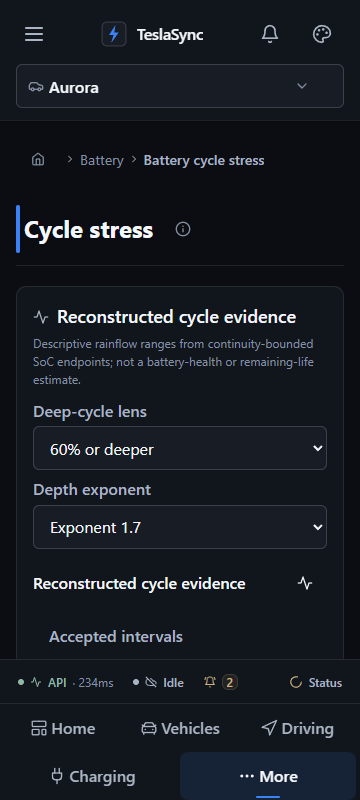 TeslaSync
Aurora
Battery
Battery cycle stress
Cycle stress
Reconstructed cycle evidence
Descriptive rainflow ranges from continuity-bounded
SoC endpoints; not a battery-health or remaining-life
estimate.
Deep-cycle lens
60% or deeper
Depth exponent
Exponent 1.7
Reconstructed cycle evidence
Accepted intervals
API · 234ms
Idle
2
Status
Home
Vehicles
Driving
Charging
More